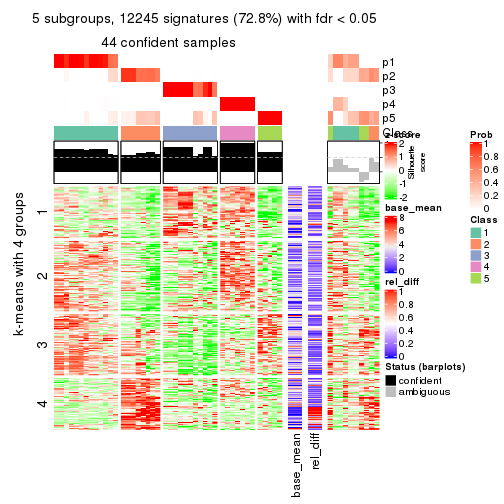 5 subgroups, 12245 signatures (72.8%) with fdr < 0.05
44 confident samples
p1
p2
p3
p4
p5
Class
k-means with 4 groups
1
2
3
4
z-score
2
1
0
-1
-2
Silhouette
score
base_mean
8
6
4
2
0
rel_diff
1
0.8
0.6
0.4
0.2
0
Status (barplots)
confident
ambiguous
Prob
1
0.8
0.6
0.4
0.2
0
Class
1
2
3
4
5
base_mean
rel_diff